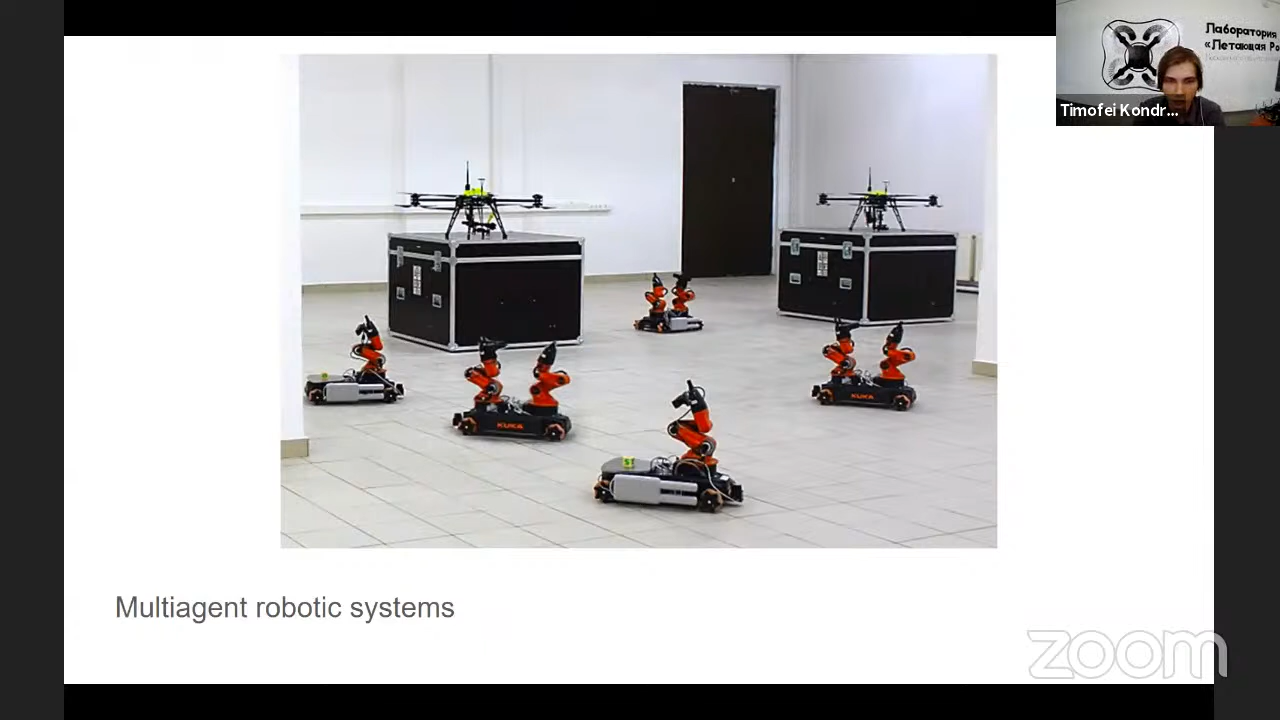 Лаборатория
«Летающая Ро
Timofei Kondr...
KUKA
KUKA
Multiagent robotic systems
zoom